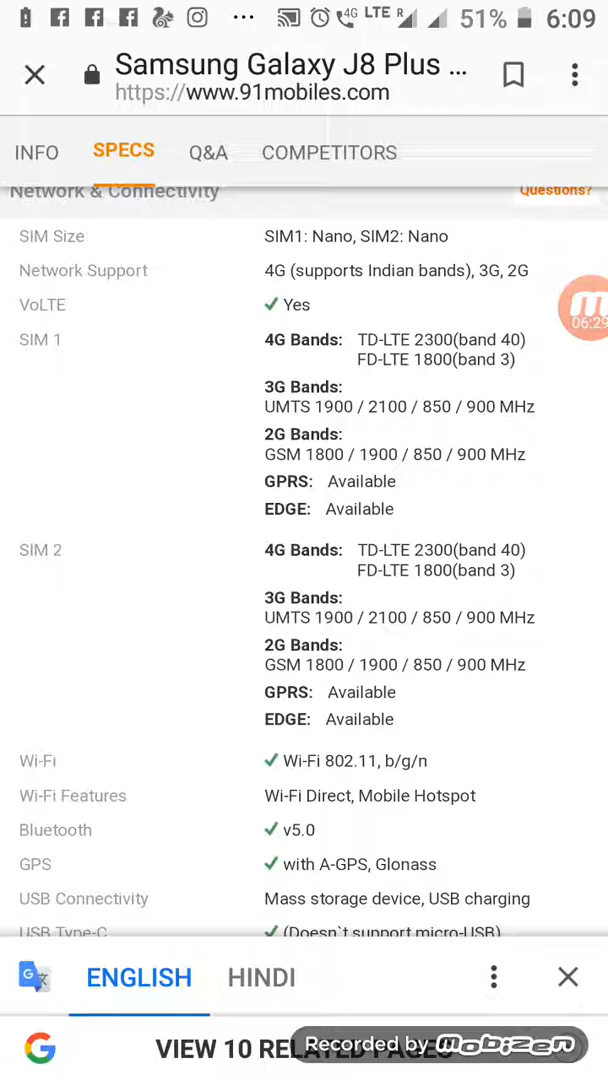 4G LTE R 51% 6:09
Samsung Galaxy J8 Plus ...
https://www.91mobiles.com
INFO SPECS Q&A COMPETITORS
Network & Connectivity Questions?
SIM Size SIM1: Nano, SIM2: Nano
Network Support 4G (supports Indian bands), 3G, 2G
VoLTE ✓ Yes
SIM 1 4G Bands: TD-LTE 2300(band 40)
FD-LTE 1800(band 3)
3G Bands:
UMTS 1900 / 2100 / 850 / 900 MHz
2G Bands:
GSM 1800 / 1900 / 850 / 900 MHz
GPRS: Available
EDGE: Available
SIM 2 4G Bands: TD-LTE 2300(band 40)
FD-LTE 1800(band 3)
3G Bands:
UMTS 1900 / 2100 / 850 / 900 MHz
2G Bands:
GSM 1800 / 1900 / 850 / 900 MHz
GPRS: Available
EDGE: Available
Wi-Fi ✓ Wi-Fi 802.11, b/g/n
Wi-Fi Features Wi-Fi Direct, Mobile Hotspot
Bluetooth ✓ v5.0
GPS ✓ with A-GPS, Glonass
USB Connectivity Mass storage device, USB charging
USB Type-C ✓ (Doesn`t support micro-USB)
ENGLISH HINDI
VIEW 10 RELATED PAGES
Recorded by mobizen
06:29